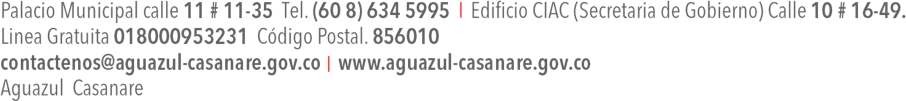 Palacio Municipal calle 11 # 11-35 Tel. (60 8) 634 5995 | Edificio CIAC (Secretaria de Gobierno) Calle 10 # 16-49.
Linea Gratuita 018000953231 Código Postal. 856010
contactenos@aguazul-casanare.gov.co | www.aguazul-casanare.gov.co
Aguazul Casanare